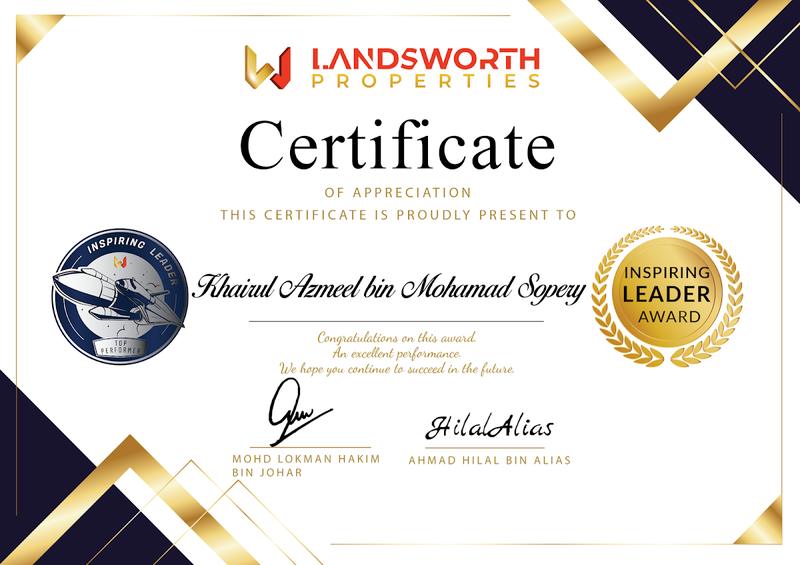 LANDSWORTH
PROPERTIES
Certificate
OF APPRECIATION
THIS CERTIFICATE IS PROUDLY PRESENT TO
INSPIRING LEADER
TOP
PERFORMER
Khairul Azmeel bin Mohamad Sopery
INSPIRING
LEADER
AWARD
Congratulations on this award.
An excellent performance.
We hope you continue to succeed in the future.
HilalAlias
MOHD LOKMAN HAKIM
BIN JOHAR
AHMAD HILAL BIN ALIAS